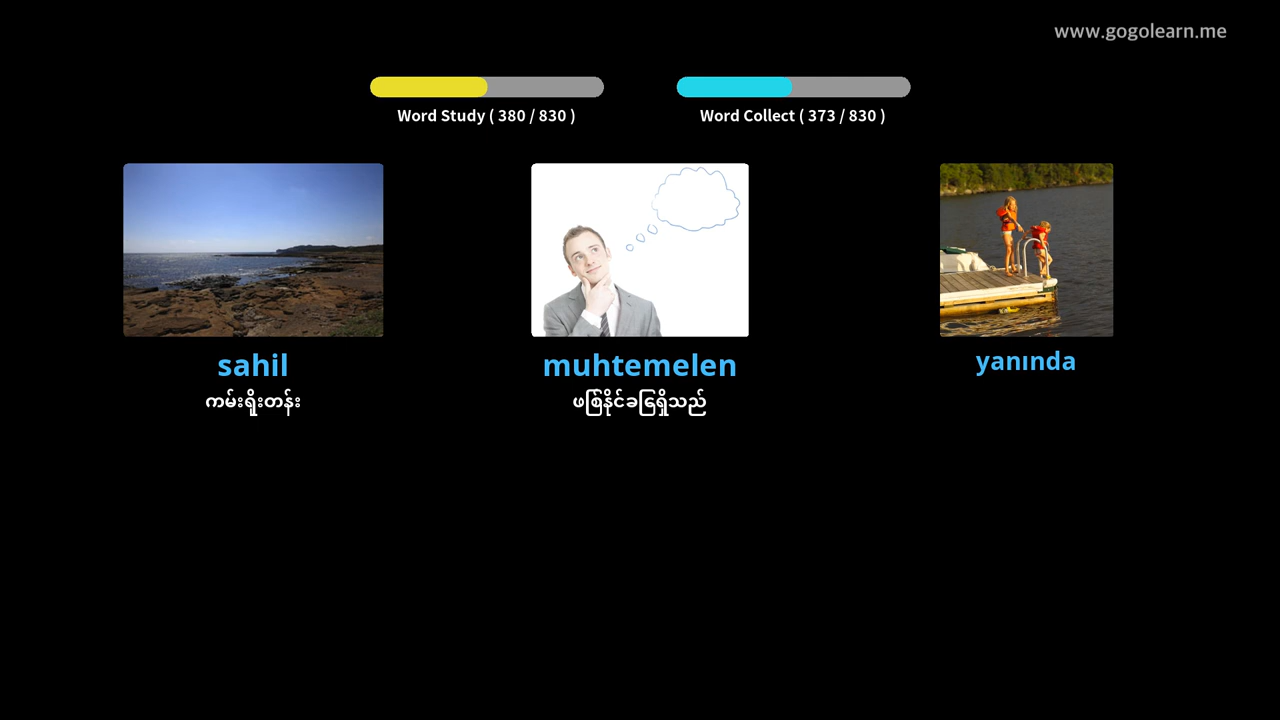 www.gogolearn.me
Word Study ( 380 / 830 )
Word Collect ( 373 / 830 )
sahil
muhtemelen
yanında
ကမ်းရိုးတန်း
ဖြစ်နိုင်ခြေရှိသည်